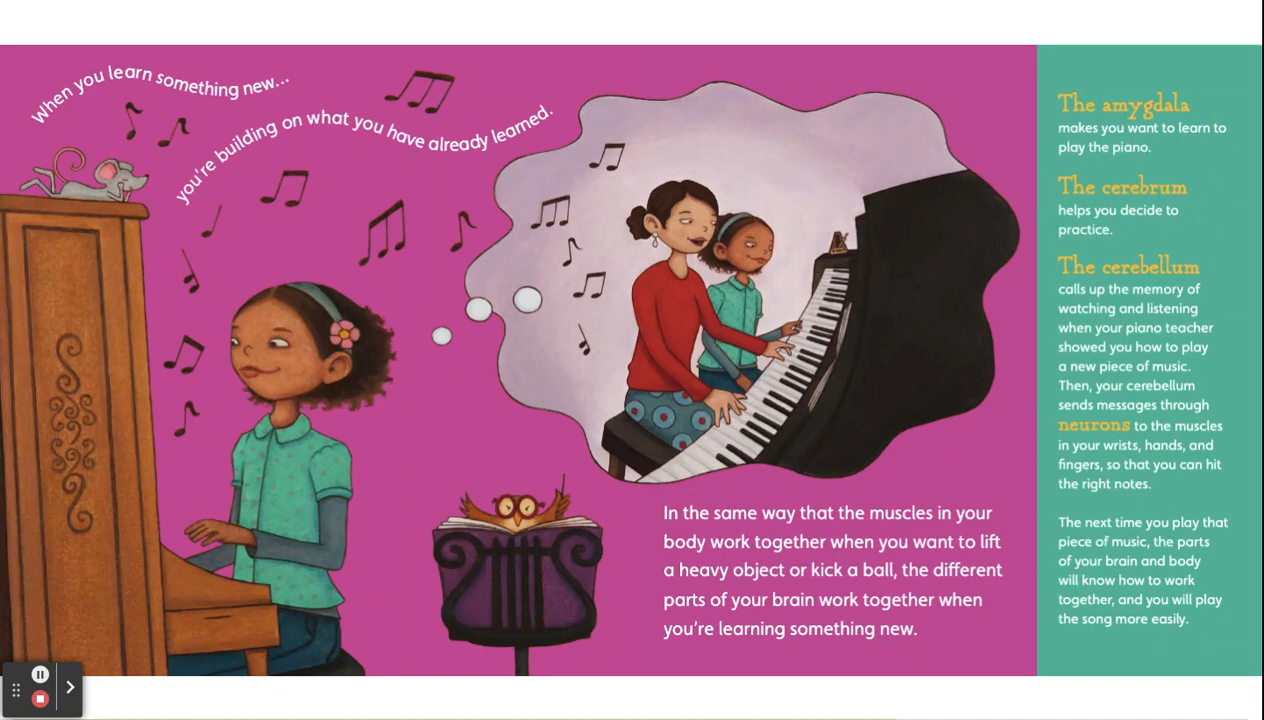 When you learn something new...
you're building on what you have already learned.
In the same way that the muscles in your
body work together when you want to lift
a heavy object or kick a ball, the different
parts of your brain work together when
you're learning something new.
The amygdala
makes you want to learn to
play the piano.
The cerebrum
helps you decide to
practice.
The cerebellum
calls up the memory of
watching and listening
when your piano teacher
showed you how to play
a new piece of music.
Then, your cerebellum
sends messages through
neurons to the muscles
in your wrists, hands, and
fingers, so that you can hit
the right notes.
The next time you play that
piece of music, the parts
of your brain and body
will know how to work
together, and you will play
the song more easily.